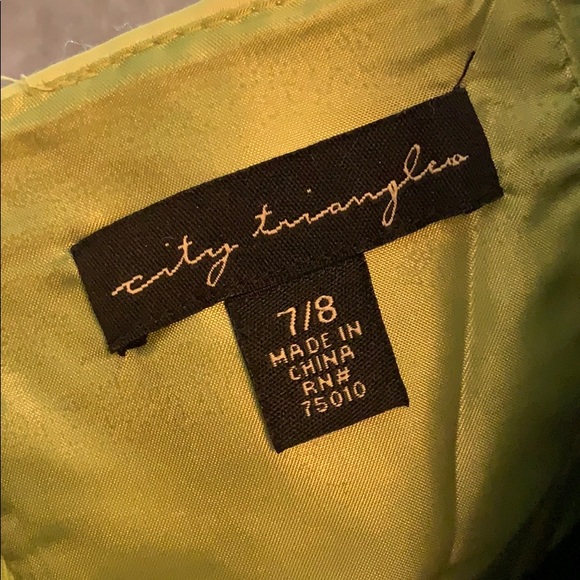 city triangles
7/8
MADE IN
CHINA
RN#
75010